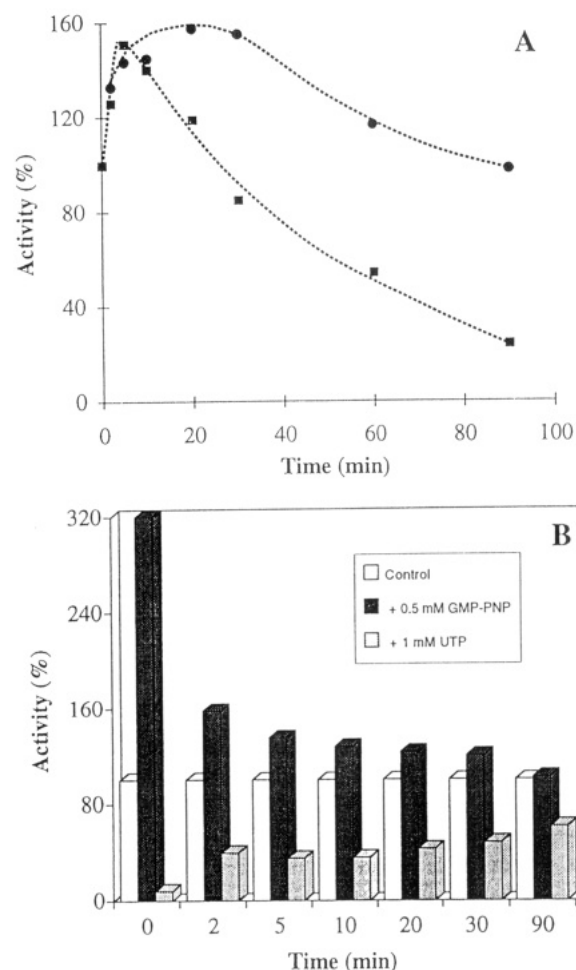 160
A
120
80
40
0
Activity (%)
0 20 40 60 80 100
Time (min)
320
B
240
160
80
0
Activity (%)
Control
+ 0.5 mM GMP-PNP
+ 1 mM UTP
0 2 5 10 20 30 90
Time (min)